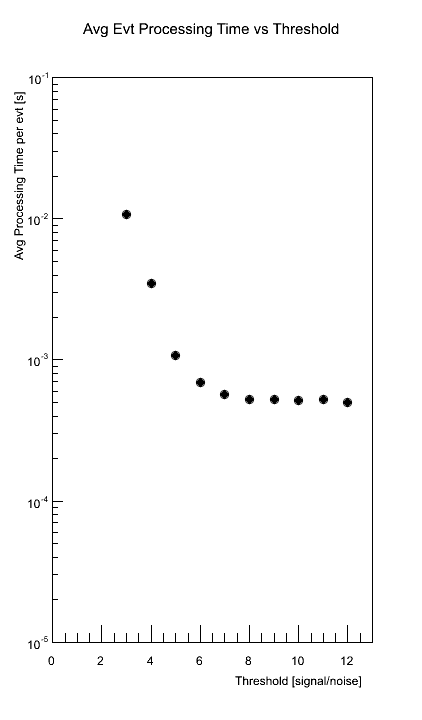 Avg Evt Processing Time vs Threshold
Avg Processing Time per evt [s]
10-1
10-2
10-3
10-4
10-5
0 2 4 6 8 10 12
Threshold [signal/noise]